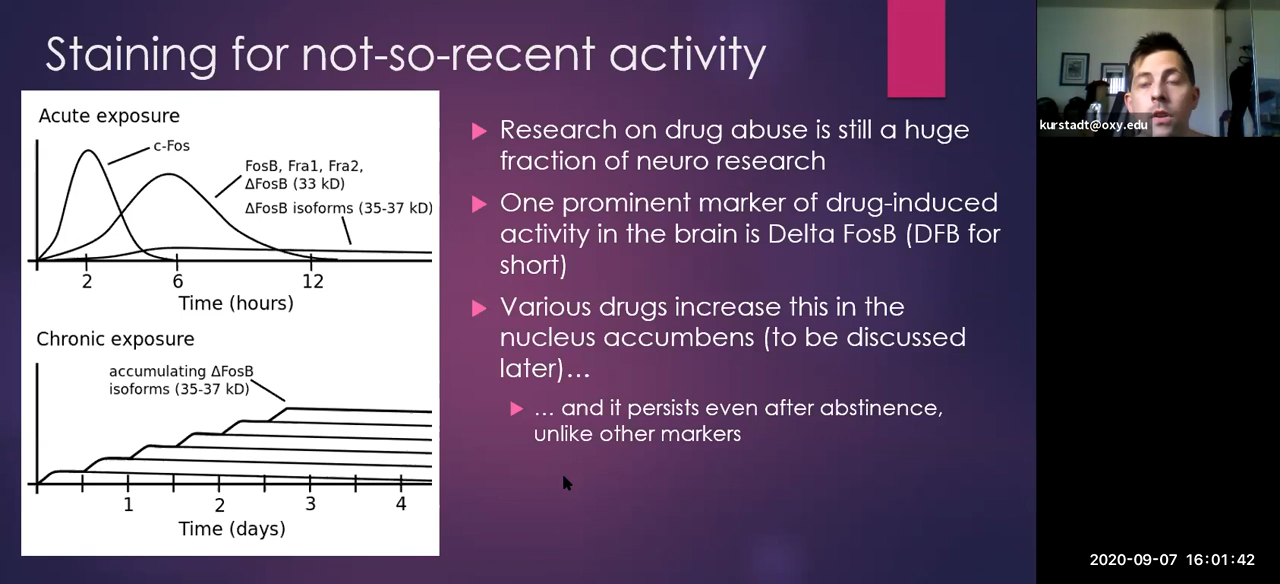 Staining for not-so-recent activity
Acute exposure
c-Fos
FosB, Fra1, Fra2,
ΔFosB (33 kD)
ΔFosB isoforms (35-37 kD)
2 6 12
Time (hours)
Chronic exposure
accumulating ΔFosB
isoforms (35-37 kD)
1 2 3 4
Time (days)
Research on drug abuse is still a huge
fraction of neuro research
One prominent marker of drug-induced
activity in the brain is Delta FosB (DFB for
short)
Various drugs increase this in the
nucleus accumbens (to be discussed
later)…
… and it persists even after abstinence,
unlike other markers
kurstadt@oxy.edu
2020-09-07 16:01:42